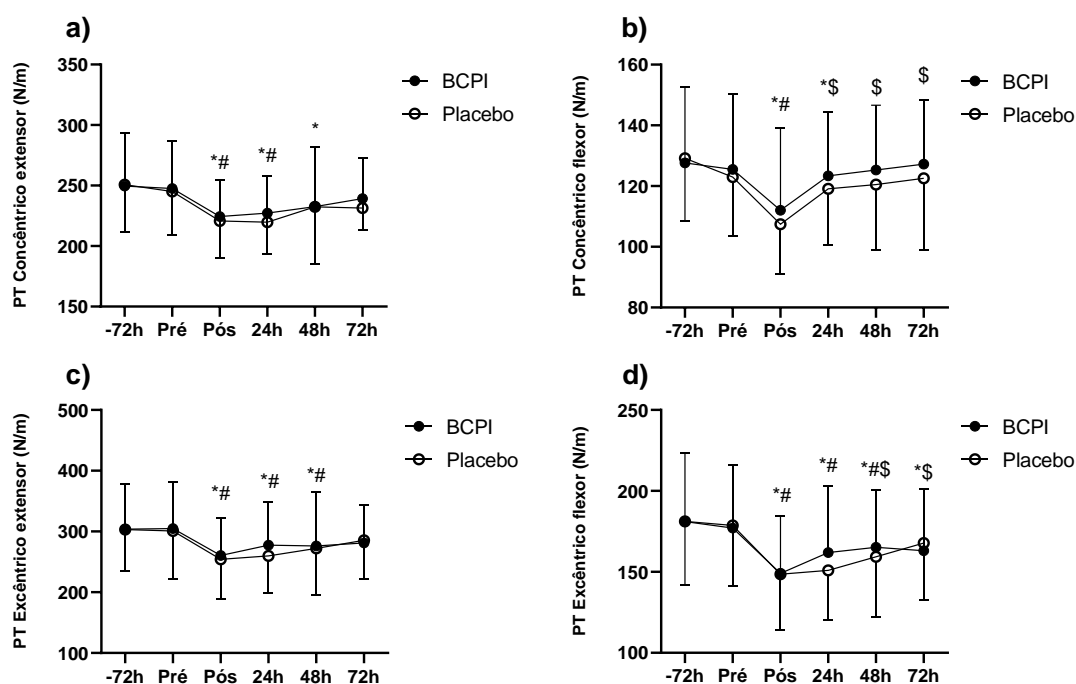 a)
PT Concêntrico extensor (N/m)
350
300
250
200
150
*#
*#
*
-72h Pré Pós 24h 48h 72h
BCPI
Placebo
b)
PT Concêntrico flexor (N/m)
160
140
120
100
80
*#
*$
$
$
-72h Pré Pós 24h 48h 72h
BCPI
Placebo
c)
PT Excêntrico extensor (N/m)
500
400
300
200
100
*#
*#
*#
-72h Pré Pós 24h 48h 72h
BCPI
Placebo
d)
PT Excêntrico flexor (N/m)
250
200
150
100
*#
*#
*#$
*$
-72h Pré Pós 24h 48h 72h
BCPI
Placebo